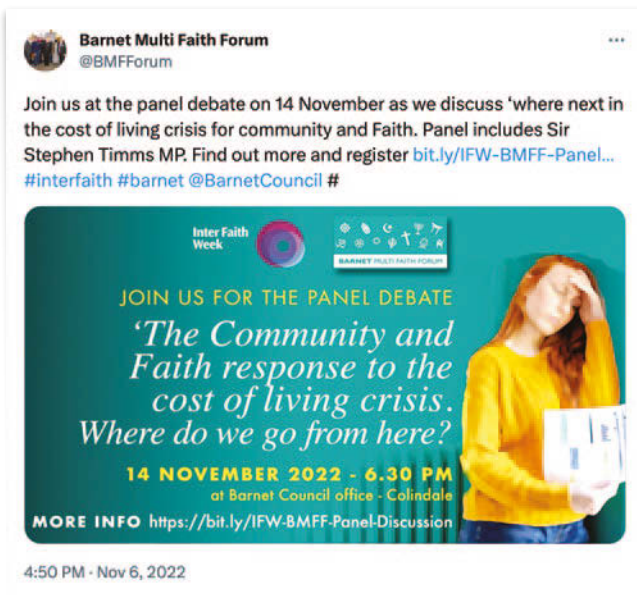 Barnet Multi Faith Forum
@BMFForum
Join us at the panel debate on 14 November as we discuss ‘where next in
the cost of living crisis for community and Faith. Panel includes Sir
Stephen Timms MP. Find out more and register bit.ly/IFW-BMFF-Panel...
#interfaith #barnet @BarnetCouncil #
Inter Faith
Week
BARNET MULTI FAITH FORUM
JOIN US FOR THE PANEL DEBATE
‘The Community and
Faith response to the
cost of living crisis.
Where do we go from here?
14 NOVEMBER 2022 - 6.30 PM
at Barnet Council office - Colindale
MORE INFO https://bit.ly/IFW-BMFF-Panel-Discussion
4:50 PM · Nov 6, 2022